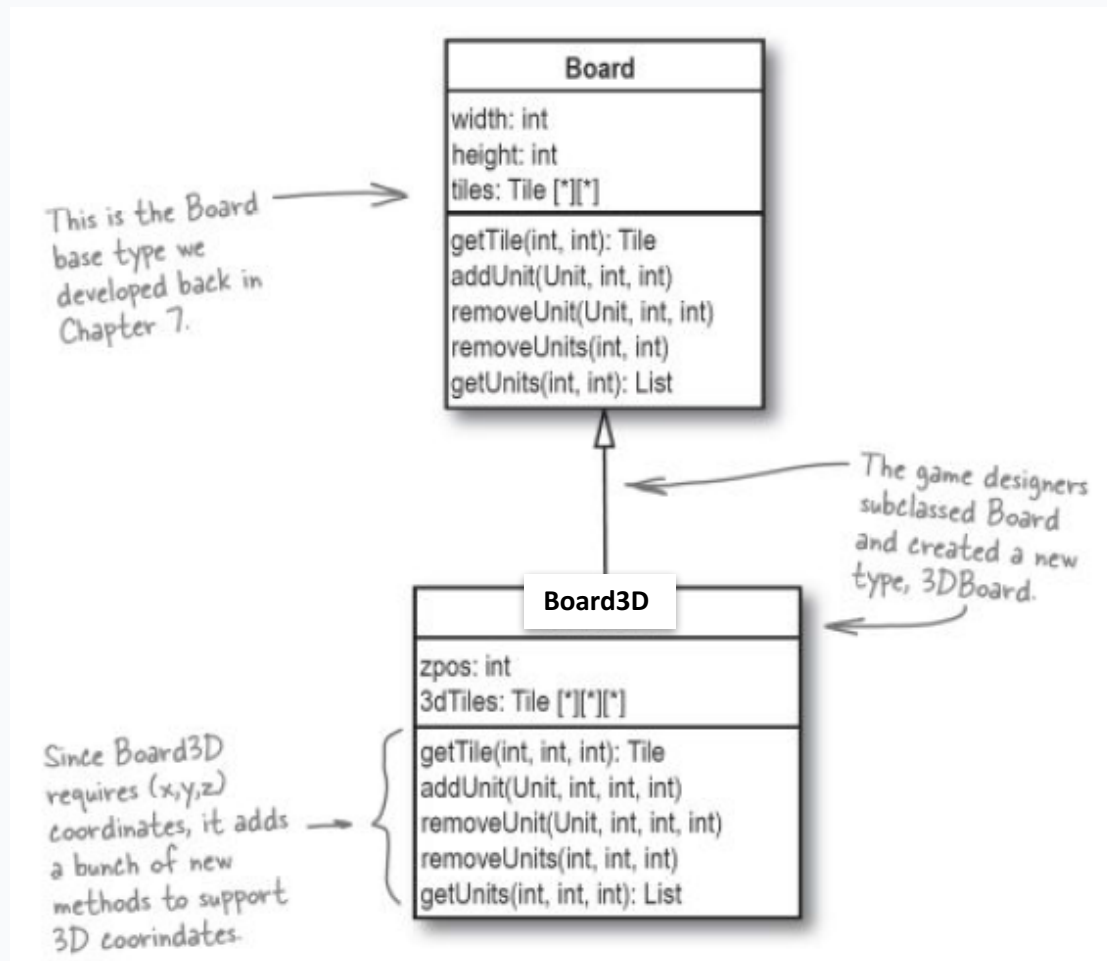 Board
width: int
height: int
tiles: Tile [*][*]
getTile(int, int): Tile
addUnit(Unit, int, int)
removeUnit(Unit, int, int)
removeUnits(int, int)
getUnits(int, int): List
This is the Board
base type we
developed back in
Chapter 7.
The game designers
subclassed Board
and created a new
type, 3DBoard.
Board3D
zpos: int
3dTiles: Tile [*][*][*]
getTile(int, int, int): Tile
addUnit(Unit, int, int, int)
removeUnit(Unit, int, int, int)
removeUnits(int, int, int)
getUnits(int, int, int): List
Since Board3D
requires (x,y,z)
coordinates, it adds
a bunch of new
methods to support
3D coorindates.